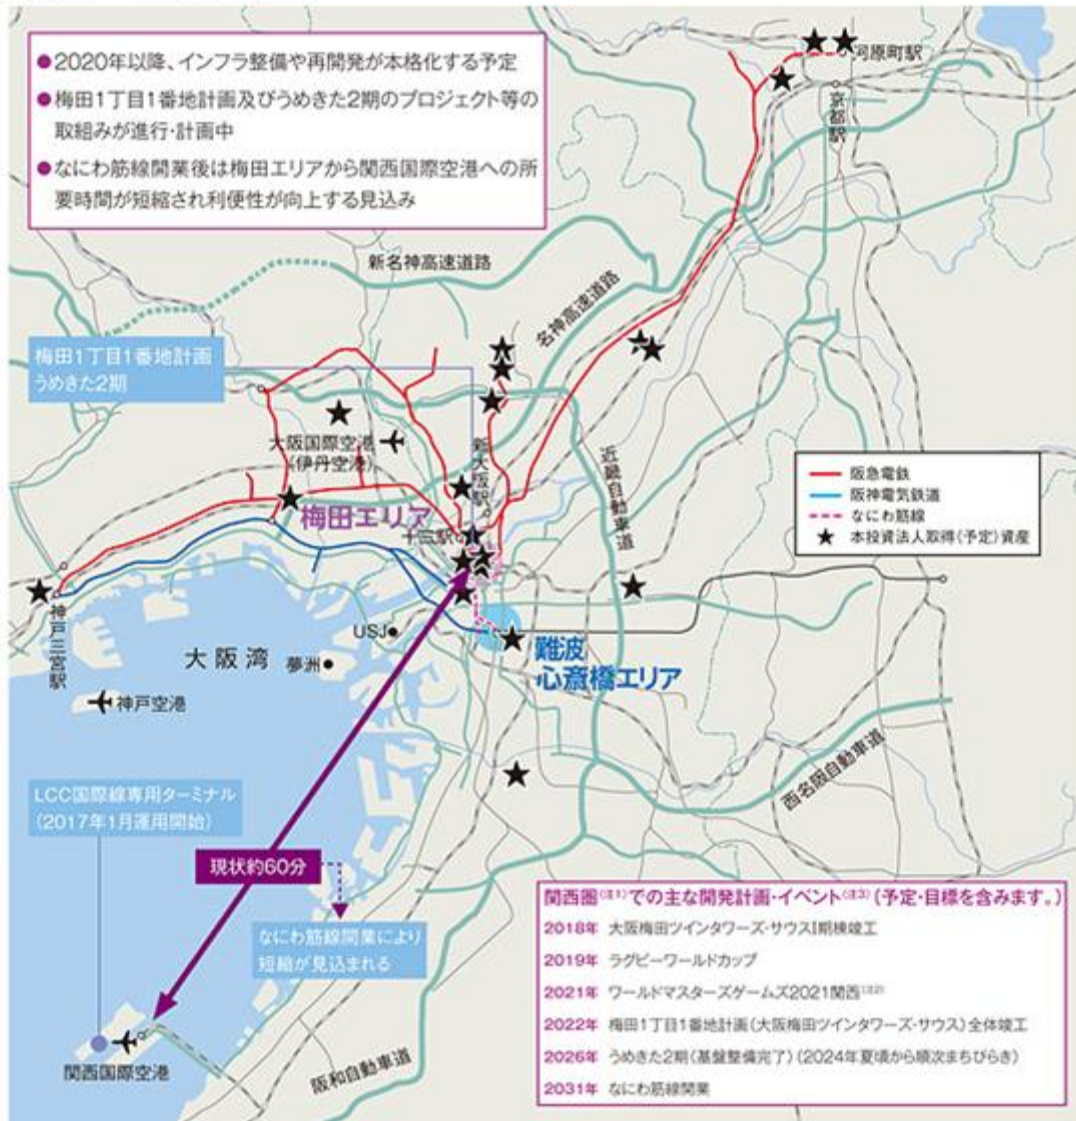 ●2020年以降、インフラ整備や再開発が本格化する予定
●梅田1丁目1番地計画及びうめきた2期のプロジェクト等の
取組みが進行・計画中
●なにわ筋線開業後は梅田エリアから関西国際空港への所
要時間が短縮され利便性が向上する見込み
河原町駅
京都駅
新名神高速道路
名神高速道路
梅田1丁目1番地計画
うめきた2期
大阪国際空港
(伊丹空港)
新大阪駅
近畿自動車道
阪急電鉄
阪神電気鉄道
なにわ筋線
★ 本投資法人取得(予定)資産
梅田エリア
十三駅
神戸三宮駅
USJ●
大阪湾
夢洲●
難波
心斎橋エリア
神戸空港
西名阪自動車道
LCC国際線専用ターミナル
(2017年1月運用開始)
現状約60分
なにわ筋線開業により
短縮が見込まれる
関西国際空港
阪和自動車道
関西圏(注1)での主な開発計画・イベント(注3)(予定・目標を含みます。)
2018年 大阪梅田ツインタワーズ・サウスI期棟竣工
2019年 ラグビーワールドカップ
2021年 ワールドマスターズゲームズ2021関西(注2)
2022年 梅田1丁目1番地計画(大阪梅田ツインタワーズ・サウス)全体竣工
2026年 うめきた2期(基盤整備完了)(2024年夏頃から順次まちびらき)
2031年 なにわ筋線開業